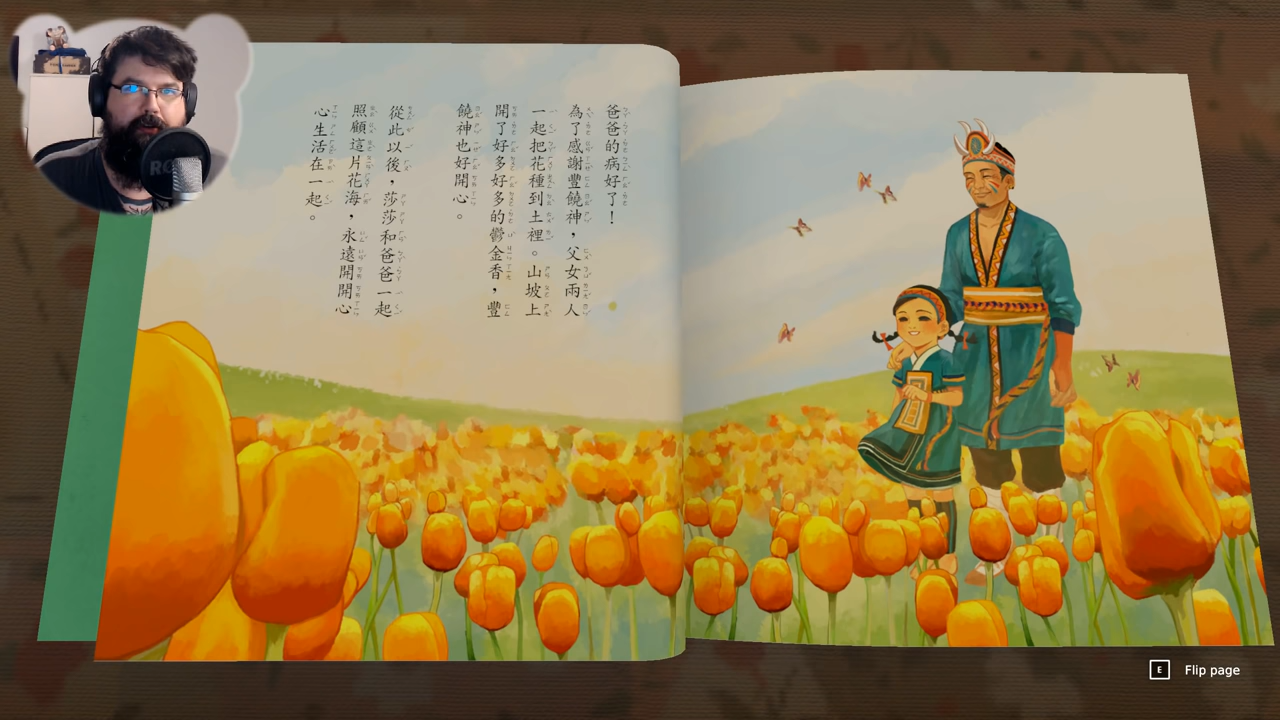 爸爸的病好了！
為了感謝豐饒神，父女兩人
一起把花種到土裡。山坡上
開了好多好多的鬱金香，豐
饒神也好開心。
從此以後，莎莎和爸爸一起
照顧這片花海，永遠開開心
心生活在一起。
E Flip page